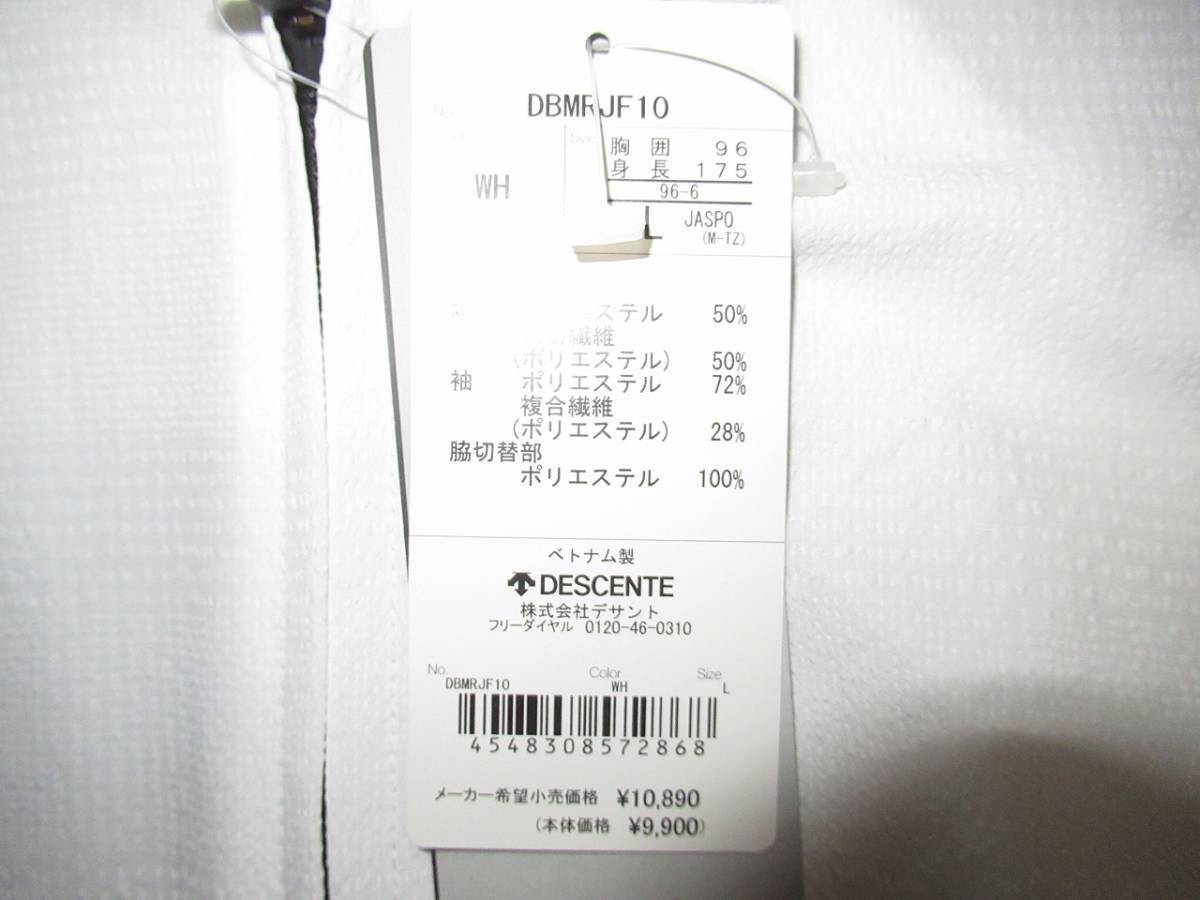 DBMRJF10
Size
胸囲 96
身長 175
WH
96-6
L JASPO
(M-TZ)
ステル 50%
繊維
(ポリエステル) 50%
袖 ポリエステル 72%
複合繊維
(ポリエステル) 28%
脇切替部
ポリエステル 100%
ベトナム製
DESCENTE
株式会社デサント
フリーダイヤル 0120-46-0310
No. Color Size
DBMRJF10 WH L
4548308572868
メーカー希望小売価格 ¥10,890
(本体価格 ¥9,900)